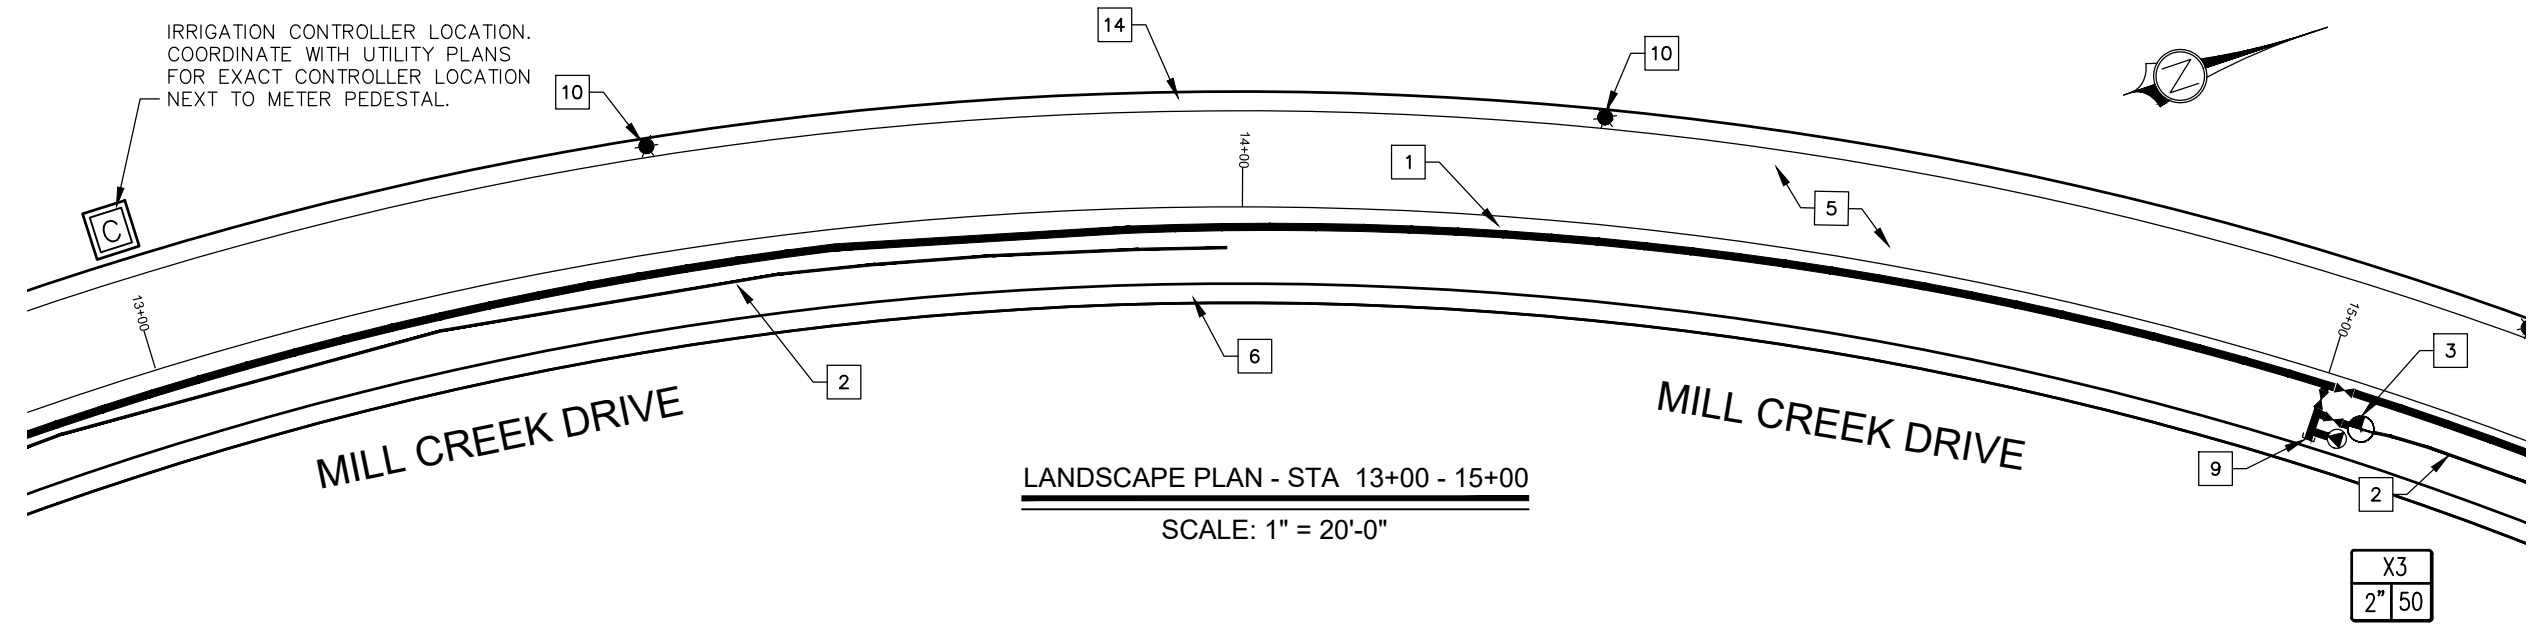 IRRIGATION CONTROLLER LOCATION.
COORDINATE WITH UTILITY PLANS
FOR EXACT CONTROLLER LOCATION
NEXT TO METER PEDESTAL.
10
14
10
N
C
1
5
13+00
14+00
15+00
3
2
6
9
2
MILL CREEK DRIVE
MILL CREEK DRIVE
LANDSCAPE PLAN - STA 13+00 - 15+00
SCALE: 1" = 20'-0"
X3
2" 50